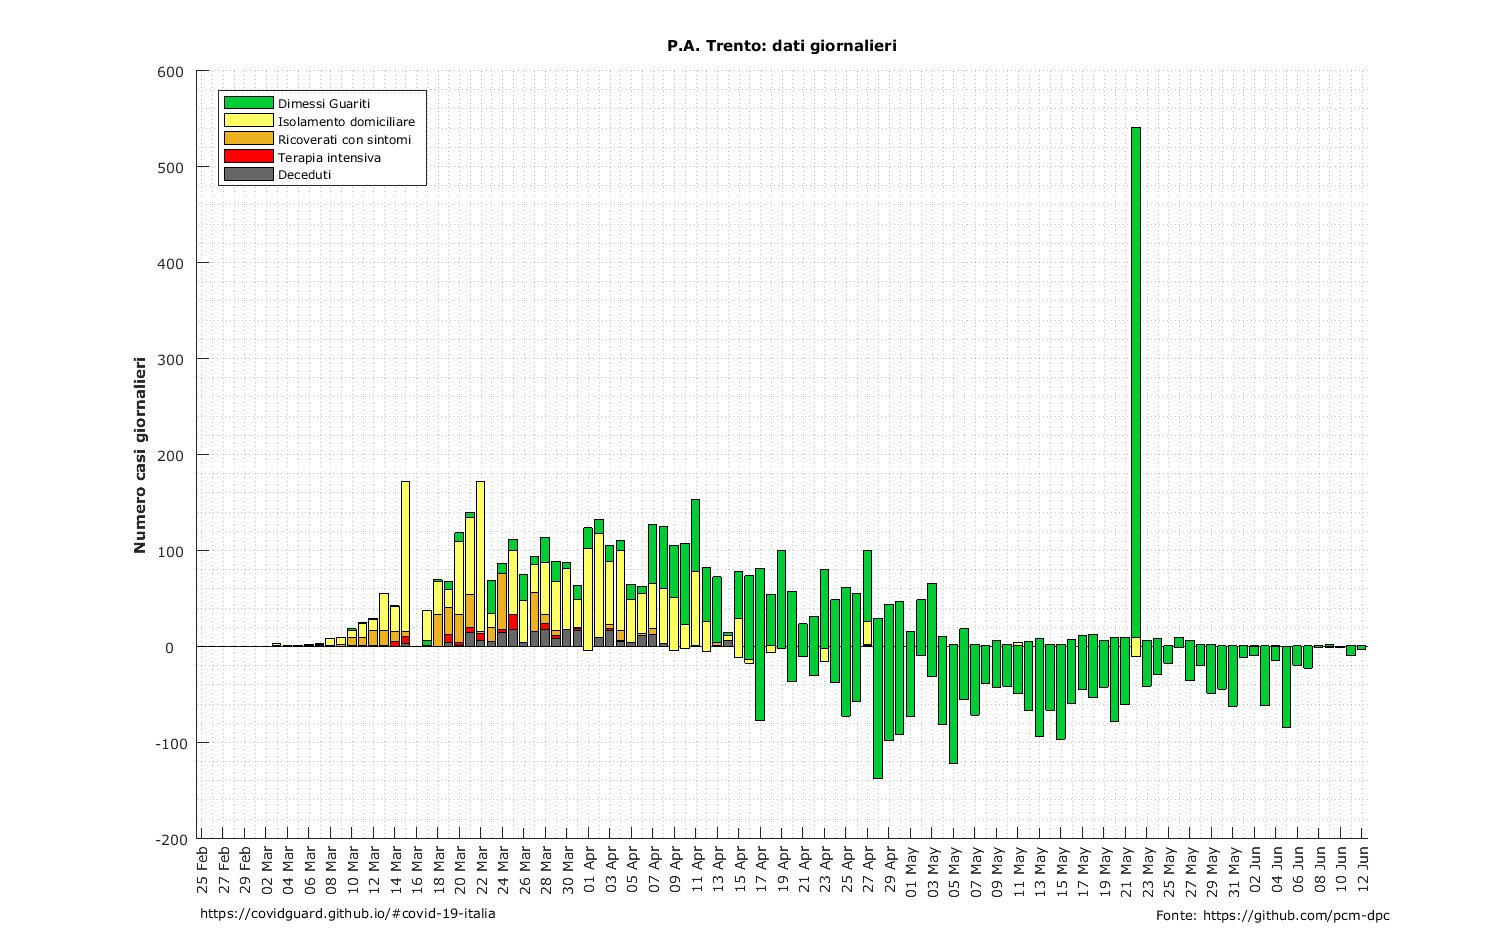 P.A. Trento: dati giornalieri
600
500
400
300
200
100
0
-100
-200
Numero casi giornalieri
Dimessi Guariti
Isolamento domiciliare
Ricoverati con sintomi
Terapia intensiva
Deceduti
25 Feb
27 Feb
29 Feb
02 Mar
04 Mar
06 Mar
08 Mar
10 Mar
12 Mar
14 Mar
16 Mar
18 Mar
20 Mar
22 Mar
24 Mar
26 Mar
28 Mar
30 Mar
01 Apr
03 Apr
05 Apr
07 Apr
09 Apr
11 Apr
13 Apr
15 Apr
17 Apr
19 Apr
21 Apr
23 Apr
25 Apr
27 Apr
29 Apr
01 May
03 May
05 May
07 May
09 May
11 May
13 May
15 May
17 May
19 May
21 May
23 May
25 May
27 May
29 May
31 May
02 Jun
04 Jun
06 Jun
08 Jun
10 Jun
12 Jun
https://covidguard.github.io/#covid-19-italia
Fonte: https://github.com/pcm-dpc